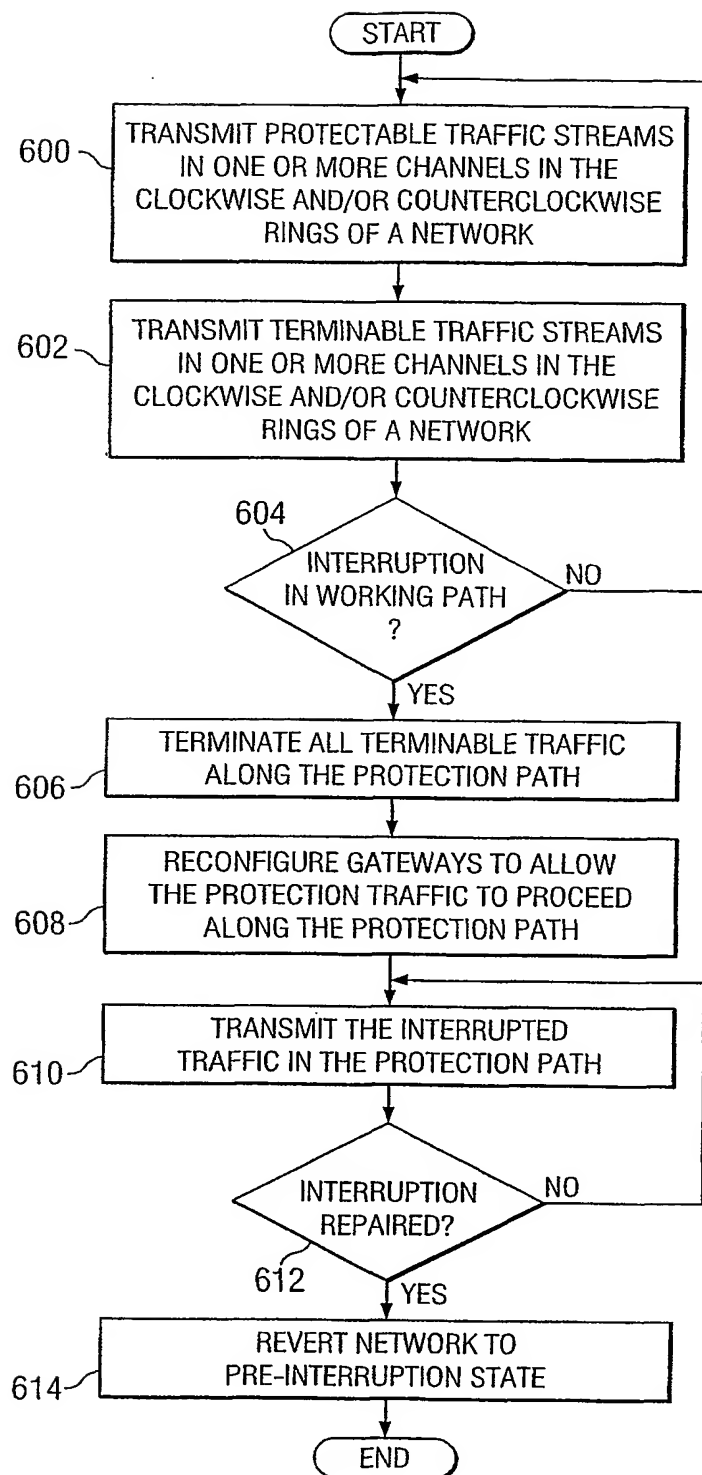 START
600
TRANSMIT PROTECTABLE TRAFFIC STREAMS
IN ONE OR MORE CHANNELS IN THE
CLOCKWISE AND/OR COUNTERCLOCKWISE
RINGS OF A NETWORK
602
TRANSMIT TERMINABLE TRAFFIC STREAMS
IN ONE OR MORE CHANNELS IN THE
CLOCKWISE AND/OR COUNTERCLOCKWISE
RINGS OF A NETWORK
604
INTERRUPTION
IN WORKING PATH
?
NO
YES
606
TERMINATE ALL TERMINABLE TRAFFIC
ALONG THE PROTECTION PATH
608
RECONFIGURE GATEWAYS TO ALLOW
THE PROTECTION TRAFFIC TO PROCEED
ALONG THE PROTECTION PATH
610
TRANSMIT THE INTERRUPTED
TRAFFIC IN THE PROTECTION PATH
INTERRUPTION
REPAIRED?
NO
612
YES
614
REVERT NETWORK TO
PRE-INTERRUPTION STATE
END